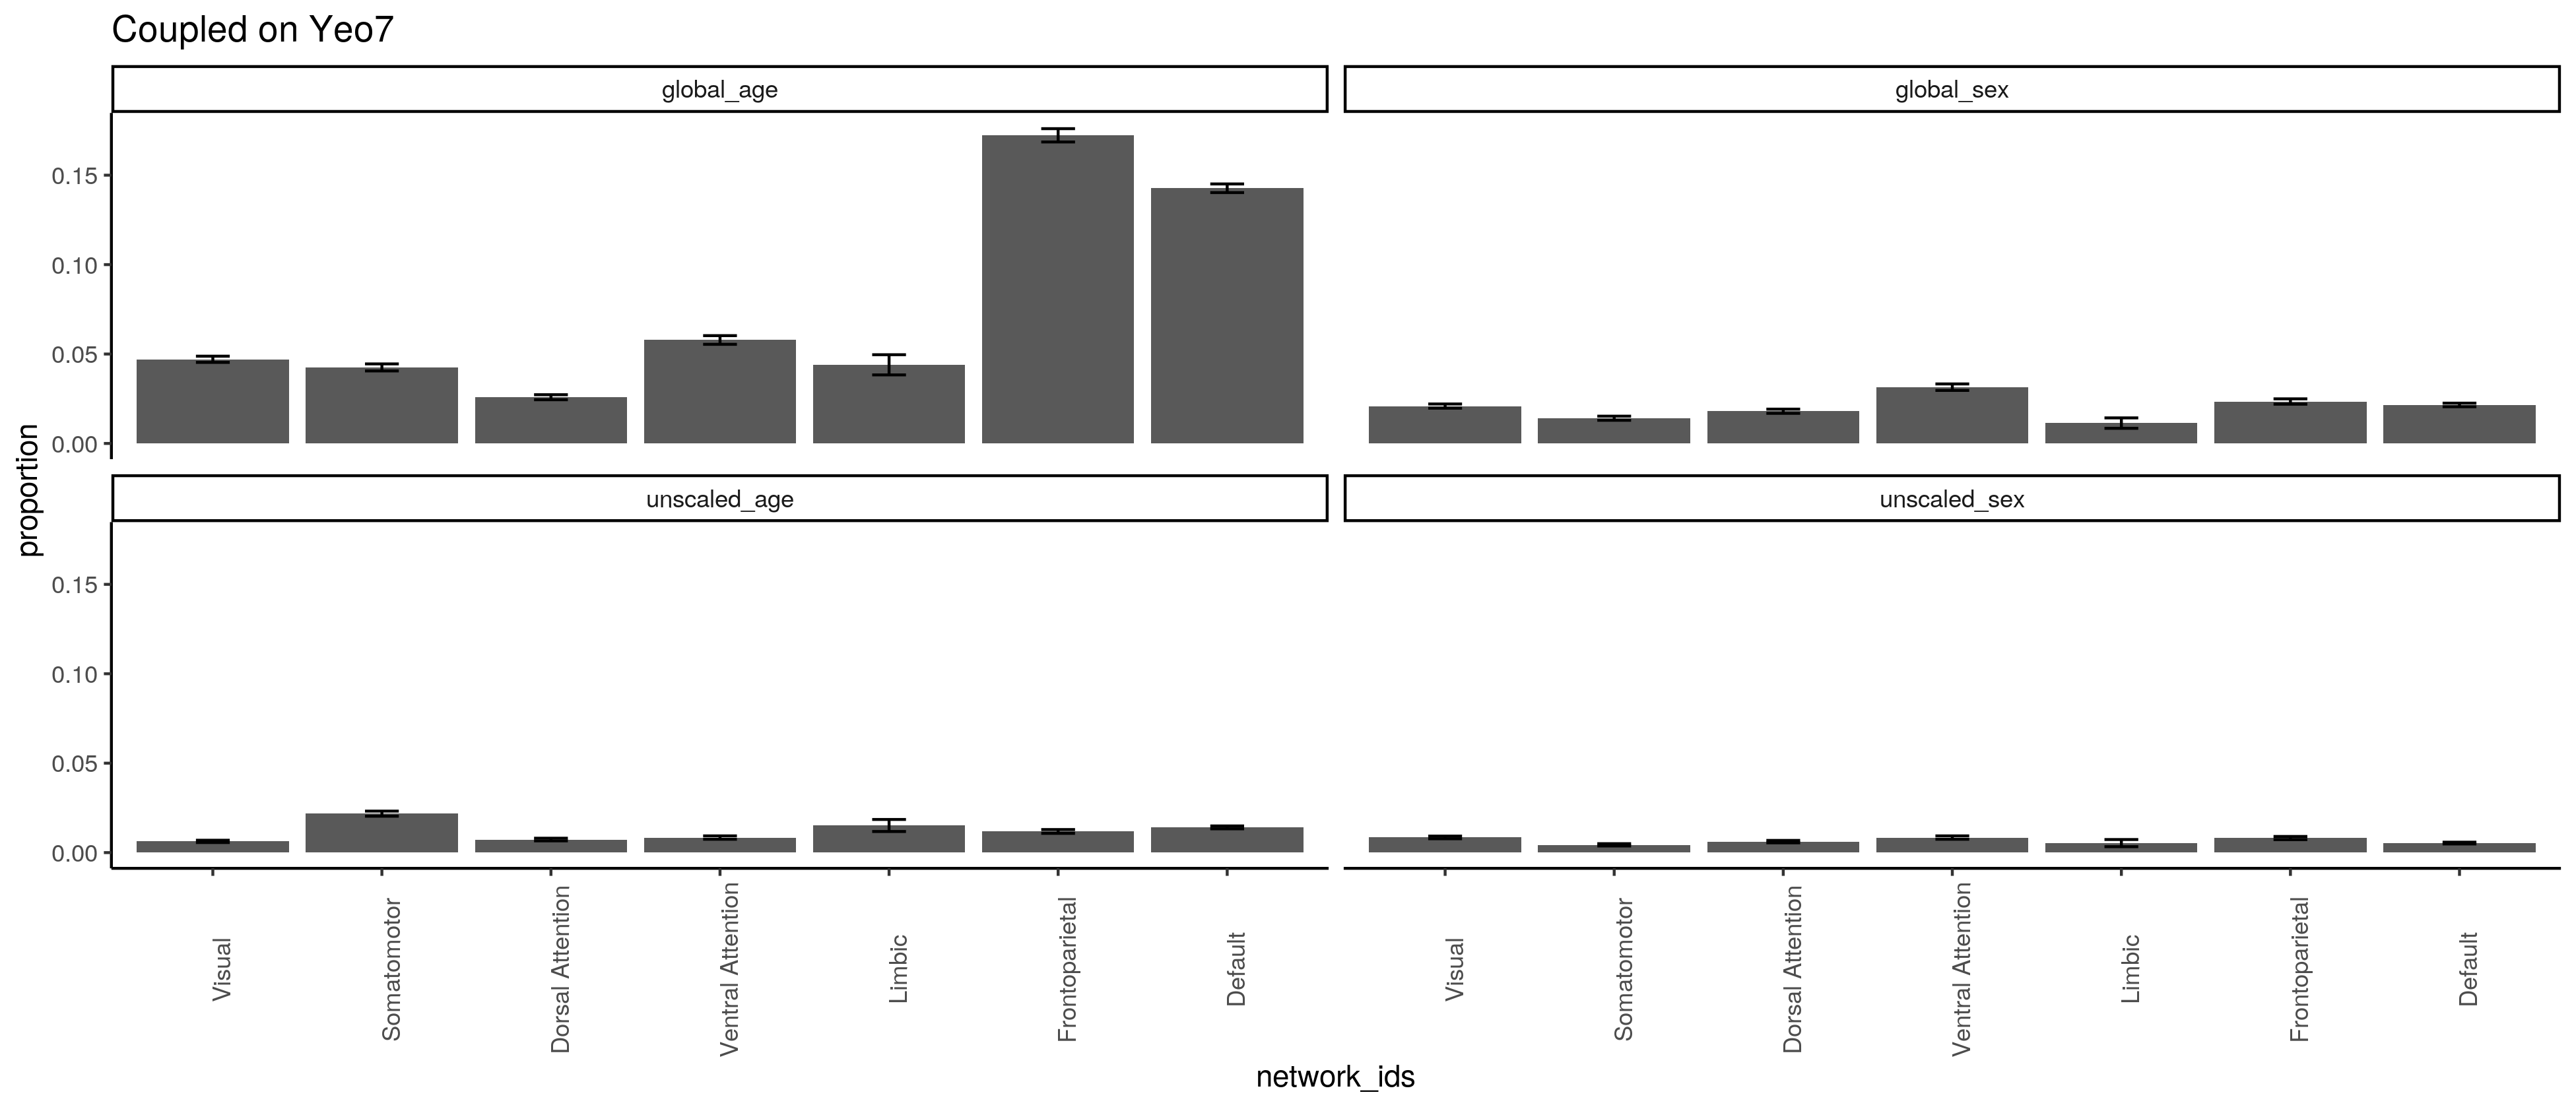 Coupled on Yeo7
global_age
global_sex
0.15
0.10
0.05
0.00
unscaled_age
unscaled_sex
0.15
0.10
0.05
0.00
proportion
Visual
Somatomotor
Dorsal Attention
Ventral Attention
Limbic
Frontoparietal
Default
Visual
Somatomotor
Dorsal Attention
Ventral Attention
Limbic
Frontoparietal
Default
network_ids